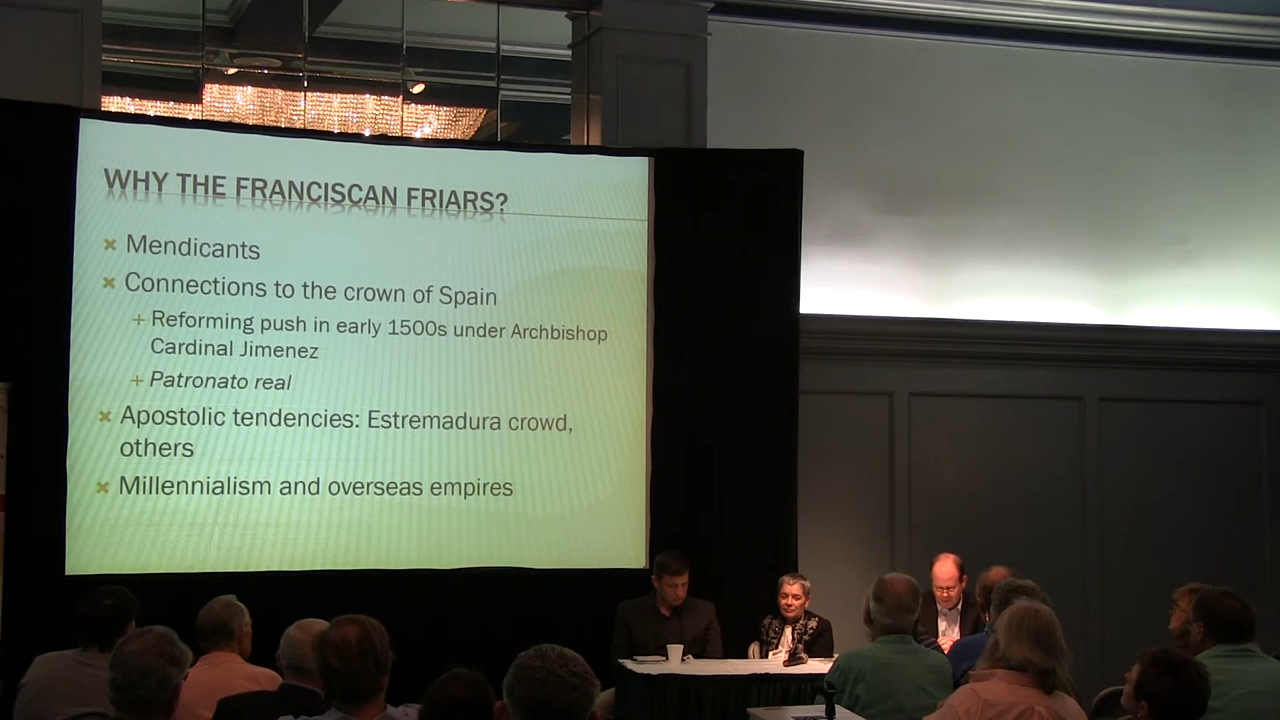 WHY THE FRANCISCAN FRIARS?
Mendicants
Connections to the crown of Spain
Reforming push in early 1500s under Archbishop
Cardinal Jimenez
Patronato real
Apostolic tendencies: Estremadura crowd,
others
Millennialism and overseas empires